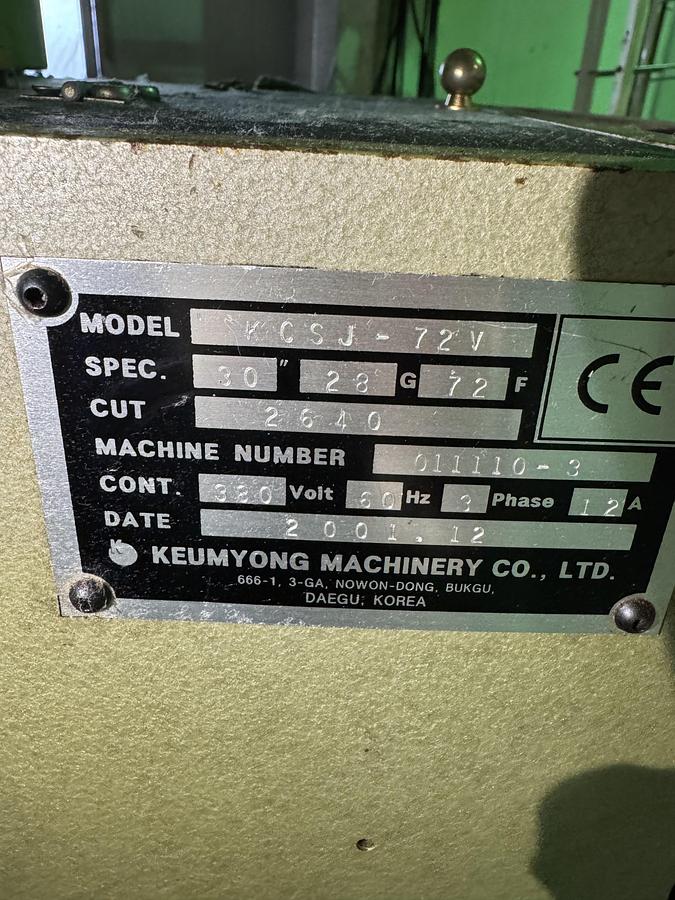 MODEL KCSJ-72V
SPEC. 30" 28 G 72 F
CE
CUT 2640
MACHINE NUMBER 011110-3
CONT. 380 Volt 60 Hz 3 Phase 12 A
DATE 2001.12
KEUMYONG MACHINERY CO., LTD.
666-1, 3-GA, NOWON-DONG, BUKGU,
DAEGU, KOREA